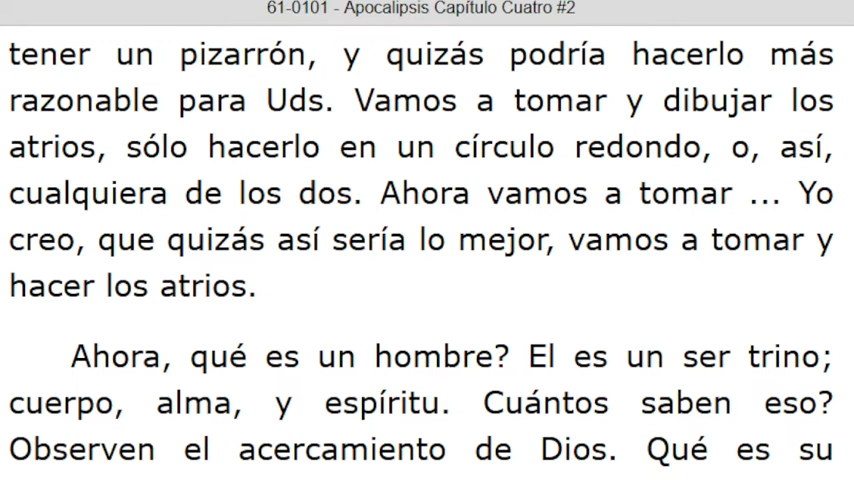 61-0101 - Apocalipsis Capítulo Cuatro #2
tener un pizarrón, y quizás podría hacerlo más
razonable para Uds. Vamos a tomar y dibujar los
atrios, sólo hacerlo en un círculo redondo, o, así,
cualquiera de los dos. Ahora vamos a tomar ... Yo
creo, que quizás así sería lo mejor, vamos a tomar y
hacer los atrios.
Ahora, qué es un hombre? El es un ser trino;
cuerpo, alma, y espíritu. Cuántos saben eso?
Observen el acercamiento de Dios. Qué es su